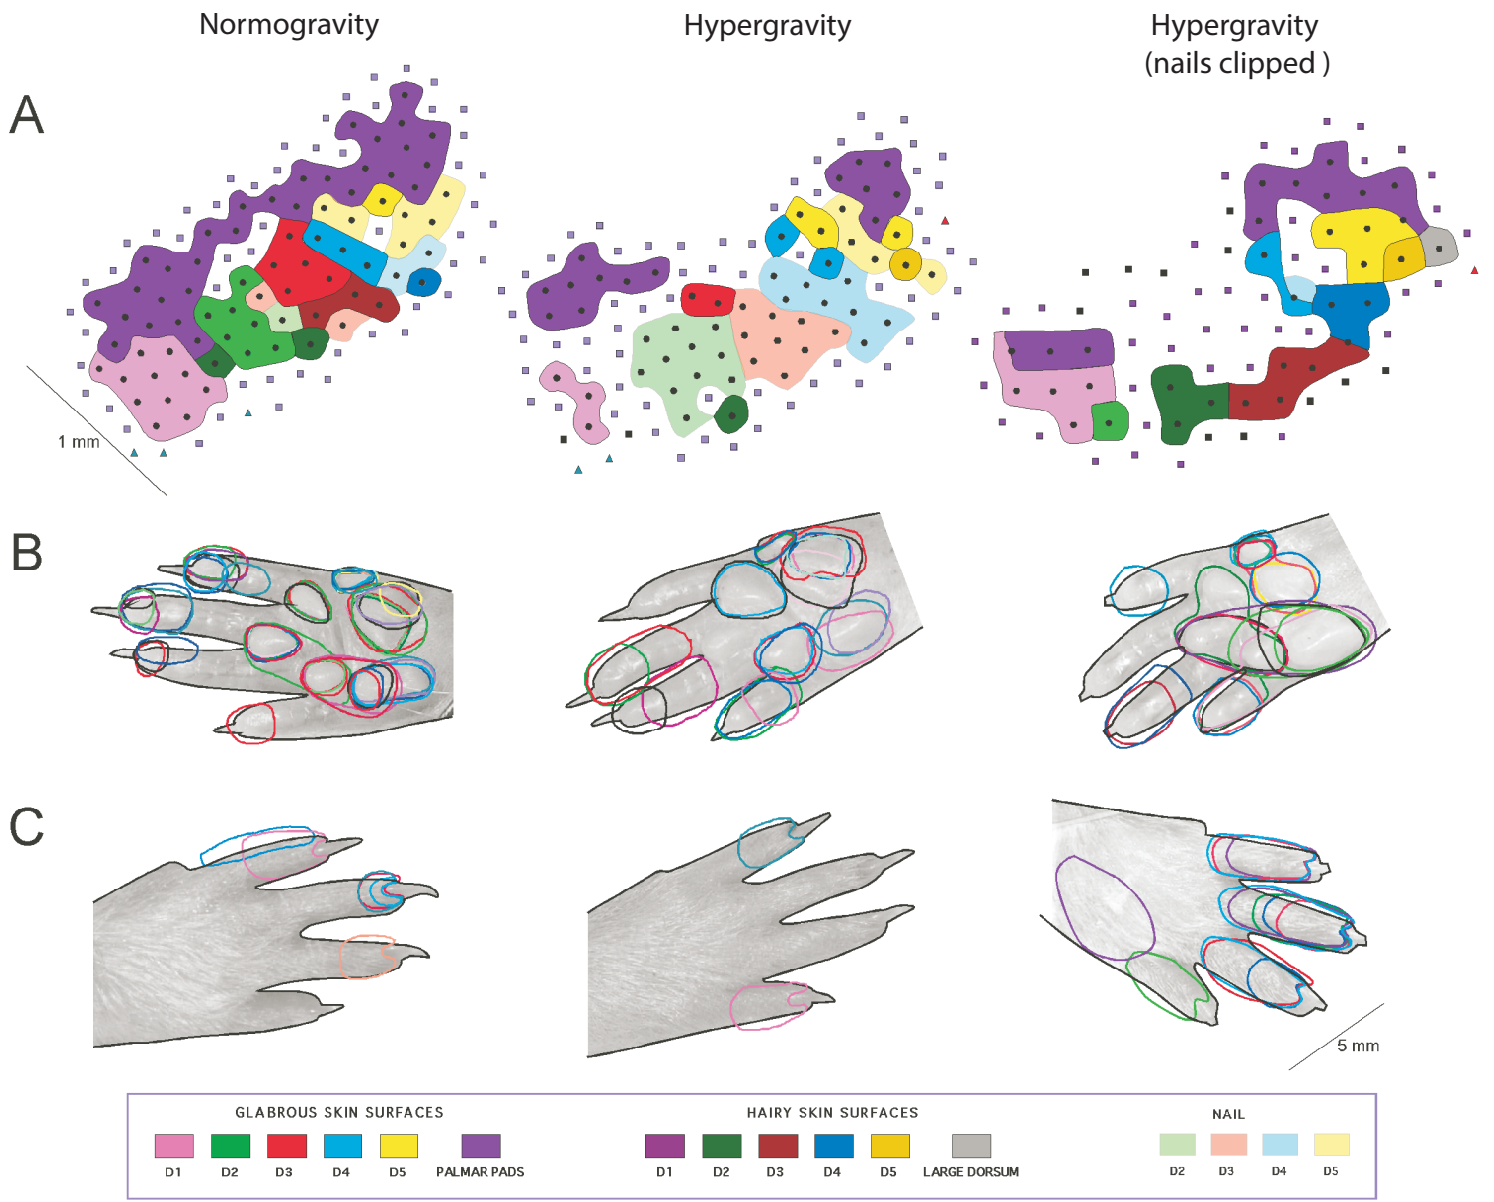 Normogravity
Hypergravity
Hypergravity
(nails clipped )
A
1 mm
B
C
5 mm
GLABROUS SKIN SURFACES
HAIRY SKIN SURFACES
NAIL
D1 D2 D3 D4 D5 PALMAR PADS
D1 D2 D3 D4 D5 LARGE DORSUM
D2 D3 D4 D5